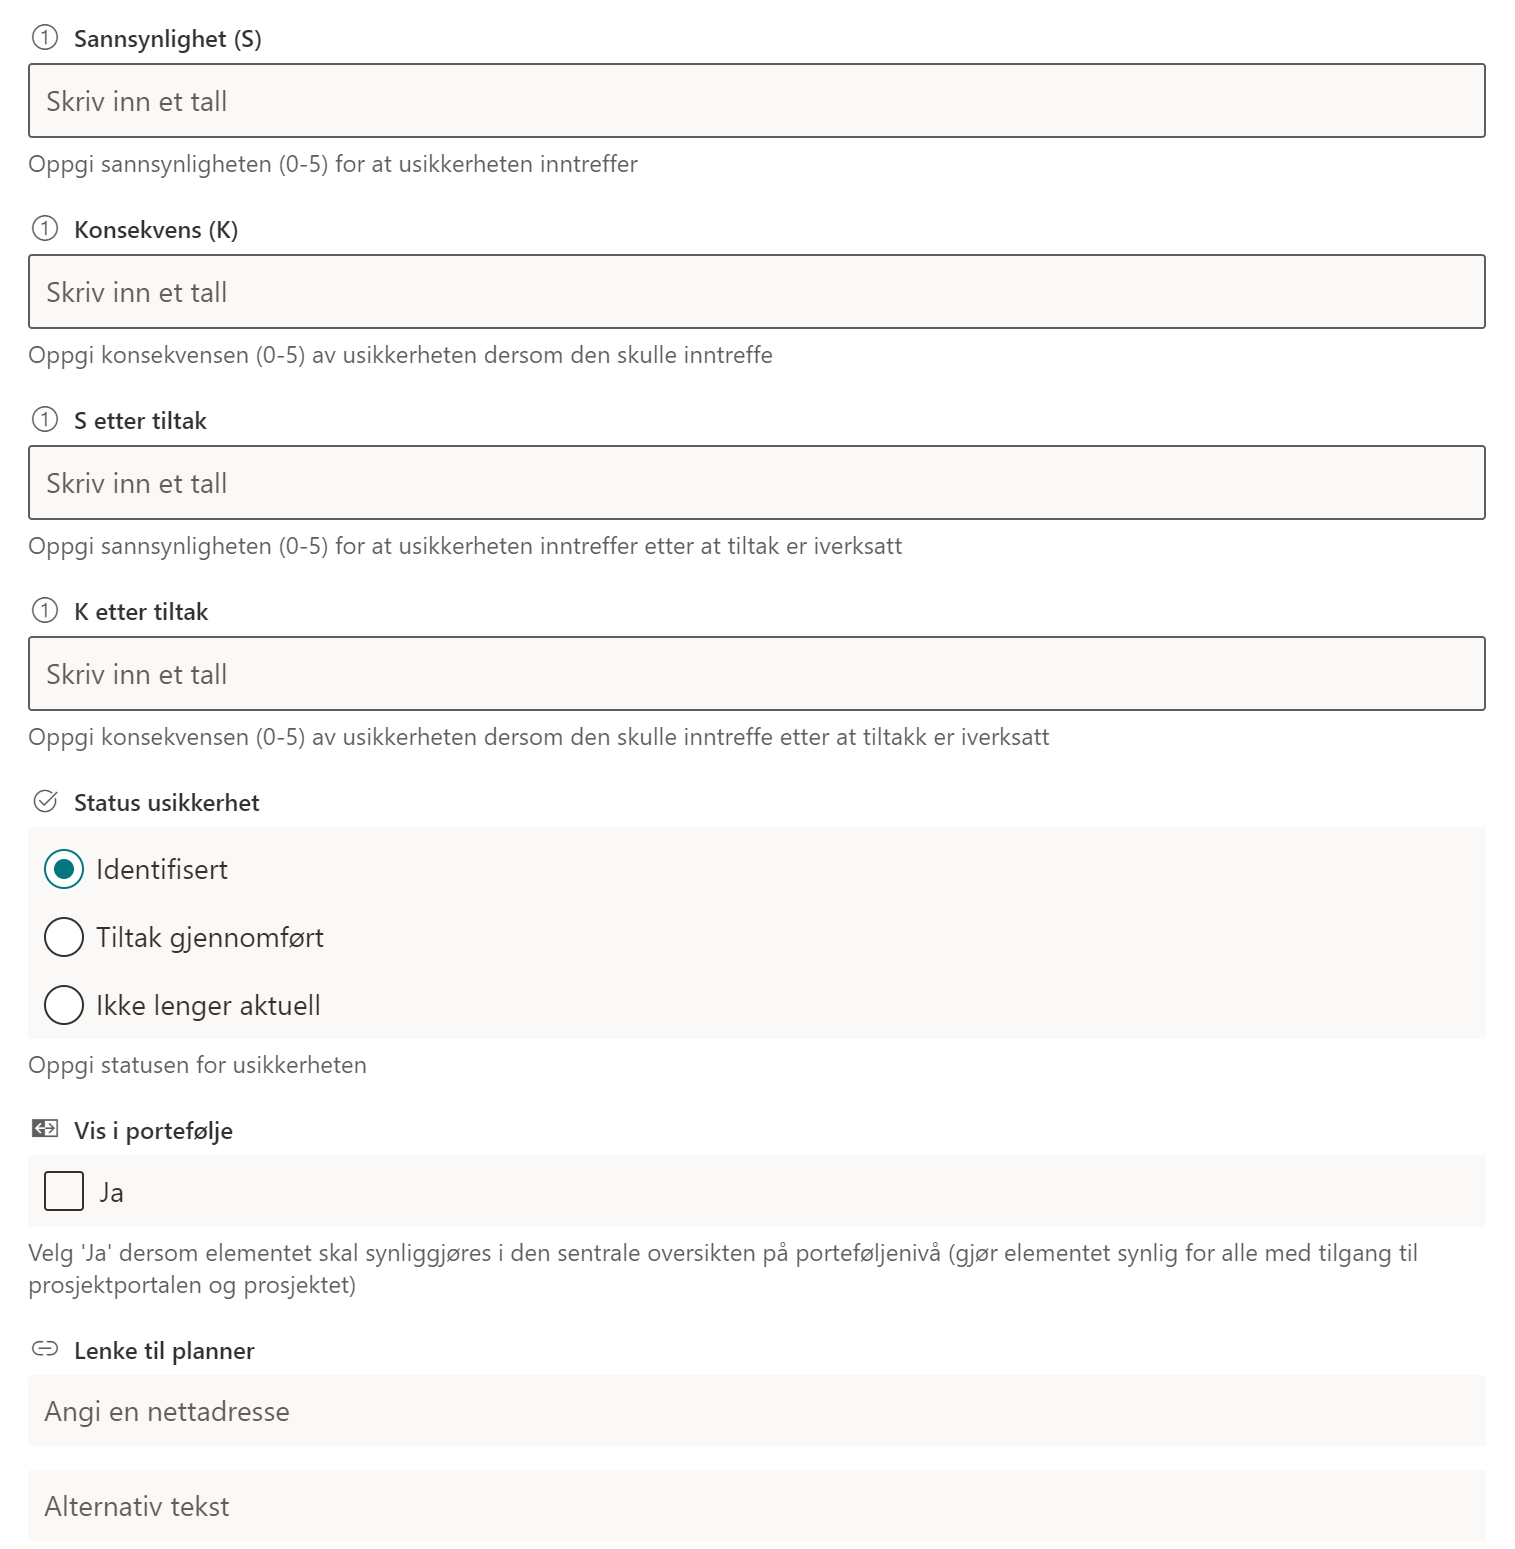 Sannsynlighet (S)
Skriv inn et tall
Oppgi sannsynligheten (0-5) for at usikkerheten inntreffer
Konsekvens (K)
Skriv inn et tall
Oppgi konsekvensen (0-5) av usikkerheten dersom den skulle inntreffe
S etter tiltak
Skriv inn et tall
Oppgi sannsynligheten (0-5) for at usikkerheten inntreffer etter at tiltak er iverksatt
K etter tiltak
Skriv inn et tall
Oppgi konsekvensen (0-5) av usikkerheten dersom den skulle inntreffe etter at tiltakk er iverksatt
Status usikkerhet
Identifisert
Tiltak gjennomført
Ikke lenger aktuell
Oppgi statusen for usikkerheten
Vis i portefølje
Ja
Velg 'Ja' dersom elementet skal synliggjøres i den sentrale oversikten på porteføljenivå (gjør elementet synlig for alle med tilgang til
prosjektportalen og prosjektet)
Lenke til planner
Angi en nettadresse
Alternativ tekst